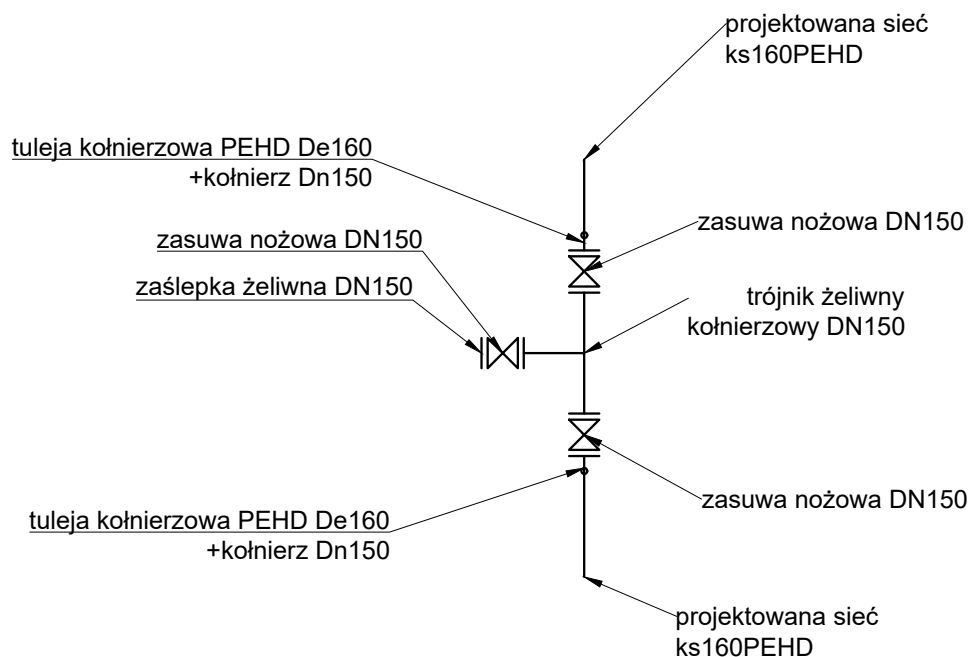 projektowana sieć
ks160PEHD
tuleja kołnierzowa PEHD De160
+kołnierz Dn150
zasuwa nożowa DN150
zasuwa nożowa DN150
zaślepka żeliwna DN150
trójnik żeliwny
kołnierzowy DN150
zasuwa nożowa DN150
tuleja kołnierzowa PEHD De160
+kołnierz Dn150
projektowana sieć
ks160PEHD